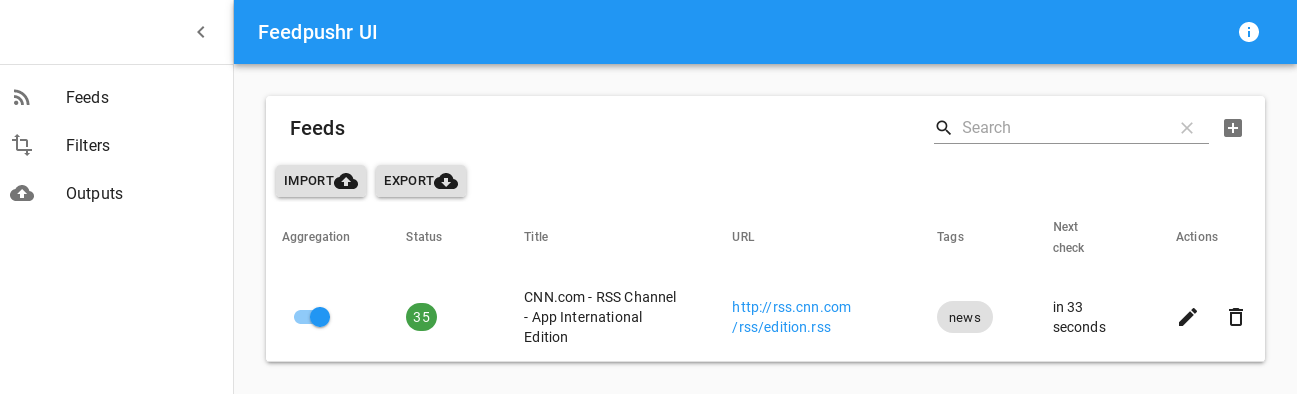 Feedpushr UI
Feeds
Filters
Outputs
Feeds
Search
IMPORT
EXPORT
Aggregation
Status
Title
URL
Tags
Next
check
Actions
35
CNN.com - RSS Channel
- App International
Edition
http://rss.cnn.com
/rss/edition.rss
news
in 33
seconds